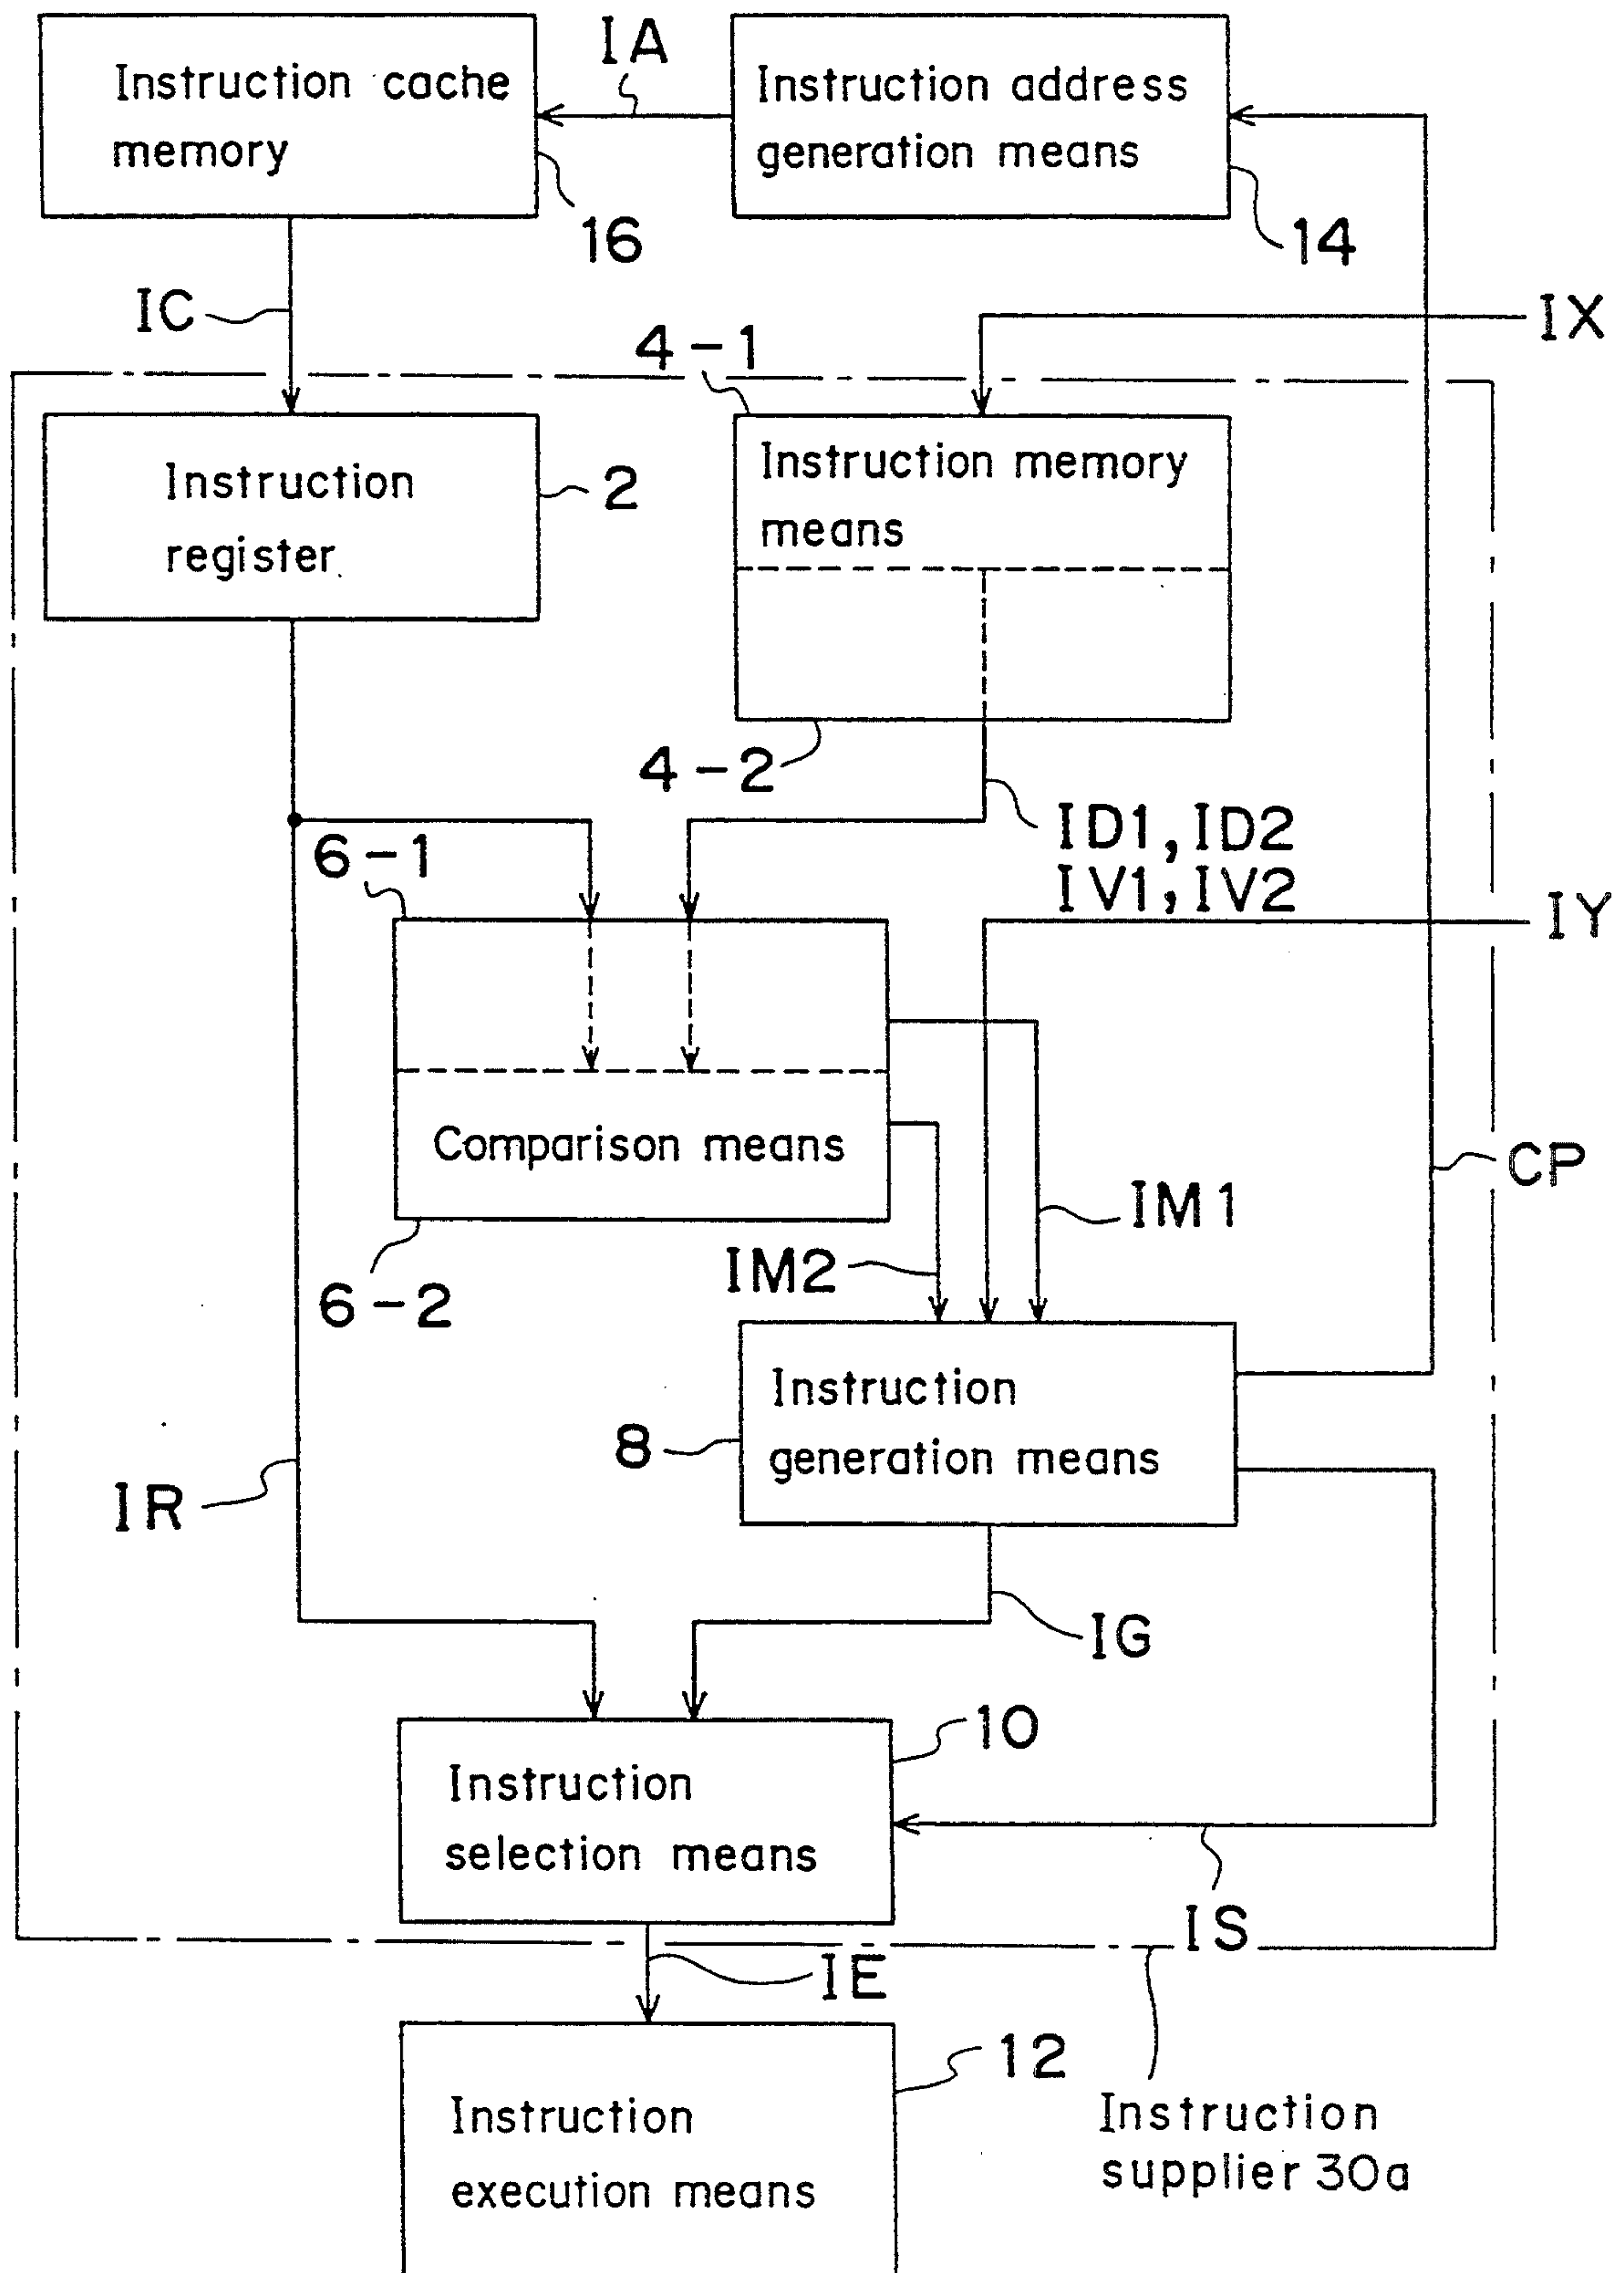 Instruction cache
memory
IA
Instruction address
generation means
16
14
IC
IX
4-1
Instruction
register
2
Instruction memory
means
4-2
ID1, ID2
IV1, IV2
6-1
IY
Comparison means
CP
IM1
IM2
6-2
Instruction
generation means
8
IR
IG
10
Instruction
selection means
IS
IE
12
Instruction
execution means
Instruction
supplier 30a